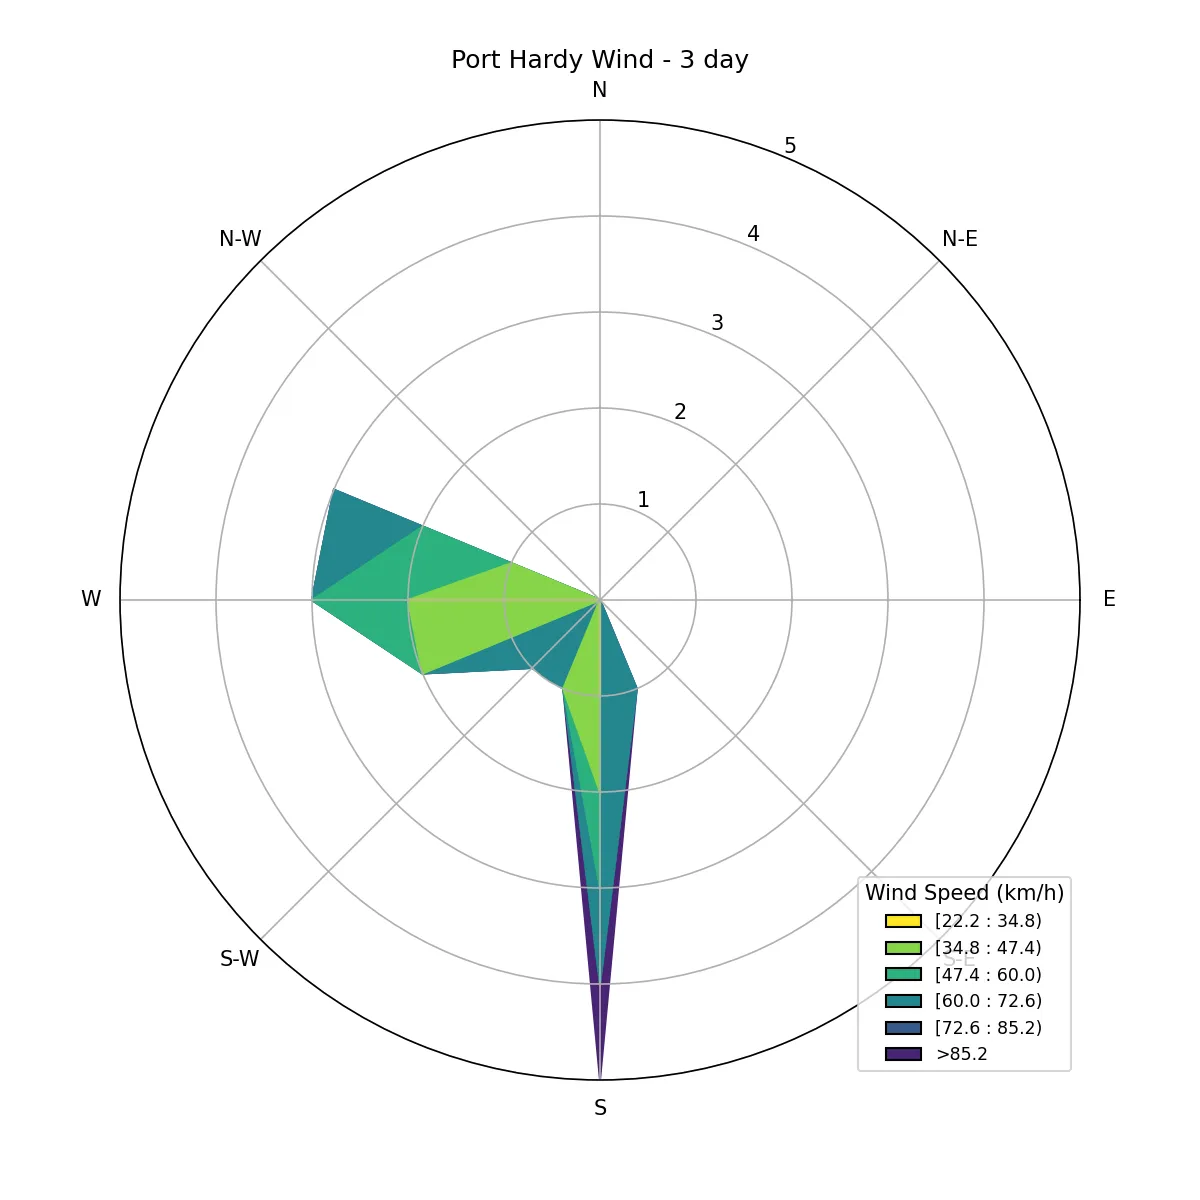 Port Hardy Wind - 3 day
N
5
4
N-W
N-E
3
2
1
W
E
Wind Speed (km/h)
[22.2 : 34.8)
[34.8 : 47.4)
S-W
S-E
[47.4 : 60.0)
[60.0 : 72.6)
[72.6 : 85.2)
>85.2
S